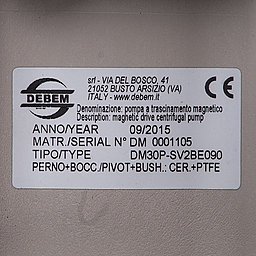 DEBEM
srl - VIA DEL BOSCO, 41
21052 BUSTO ARSIZIO (VA)
ITALY - www.debem.it
CE
Denominazione: pompa a trascinamento magnetico
Description: magnetic drive centrifugal pump
ANNO/YEAR 09/2015
MATR./SERIAL N° DM 0001105
TIPO/TYPE DM30P-SV2BE090
PERNO+BOCC./PIVOT+BUSH.: CER.+PTFE